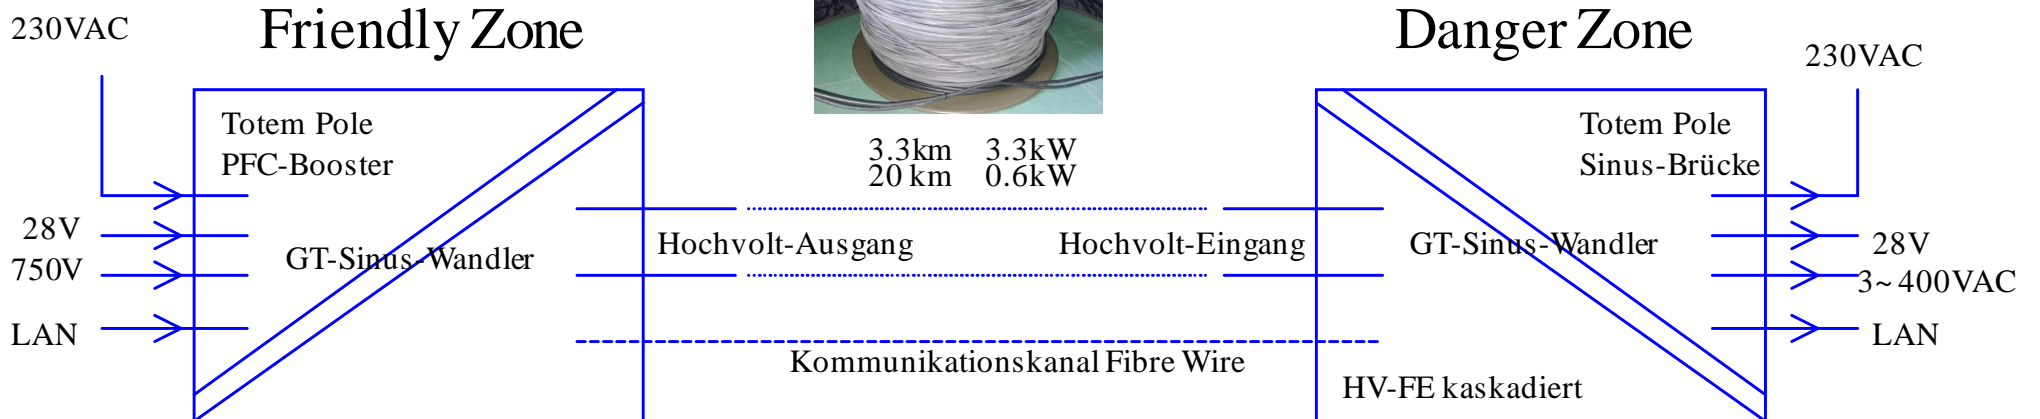 230VAC
Friendly Zone
Danger Zone
230VAC
Totem Pole
PFC-Booster
3.3km 3.3kW
20 km 0.6kW
Totem Pole
Sinus-Brücke
28V
750V
LAN
GT-Sinus-Wandler
Hochvolt-Ausgang
Hochvolt-Eingang
GT-Sinus-Wandler
28V
3~400VAC
LAN
Kommunikationskanal Fibre Wire
HV-FE kaskadiert